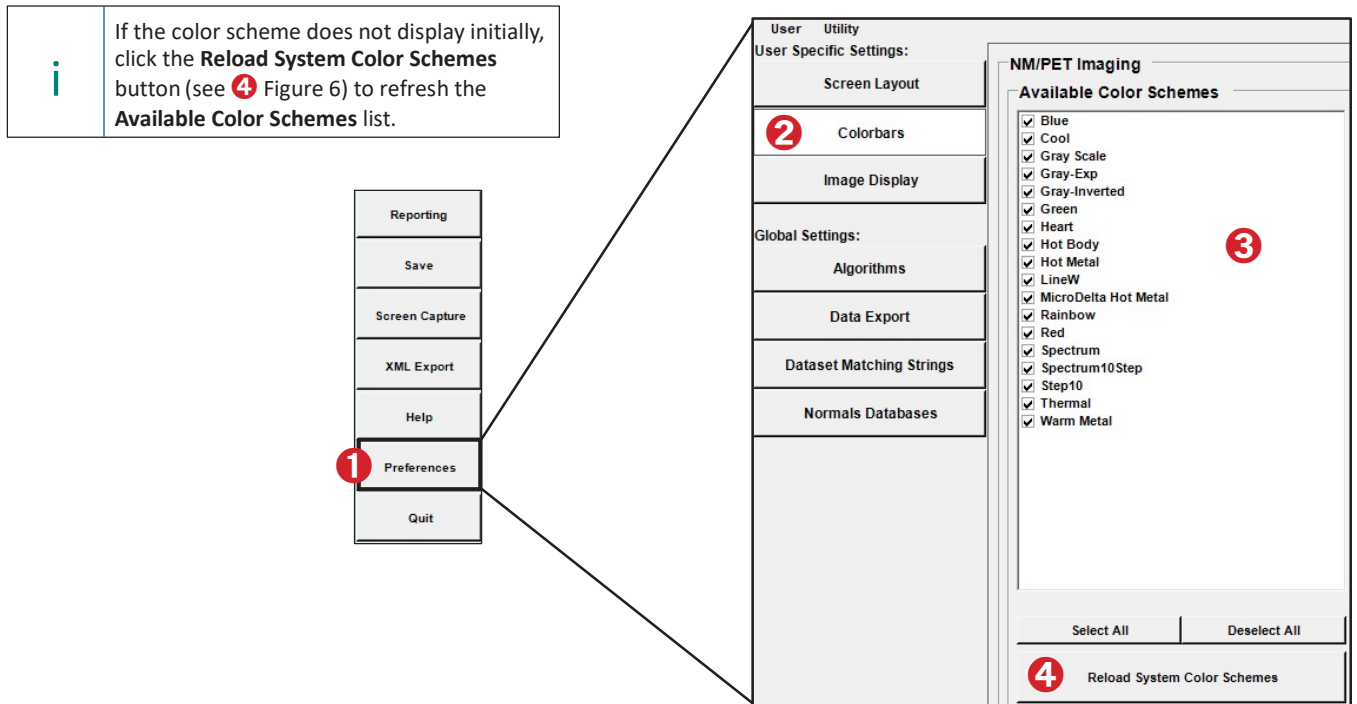 i
If the color scheme does not display initially,
click the Reload System Color Schemes
button (see 4 Figure 6) to refresh the
Available Color Schemes list.
Reporting
Save
Screen Capture
XML Export
Help
1 Preferences
Quit
User Utility
User Specific Settings:
Screen Layout
2 Colorbars
Image Display
Global Settings:
Algorithms
Data Export
Dataset Matching Strings
Normals Databases
NM/PET Imaging
Available Color Schemes
Blue
Cool
Gray Scale
Gray-Exp
Gray-Inverted
Green
Heart
Hot Body
Hot Metal
LineW
MicroDelta Hot Metal
Rainbow
Red
Spectrum
Spectrum10Step
Step10
Thermal
Warm Metal
3
Select All Deselect All
4 Reload System Color Schemes